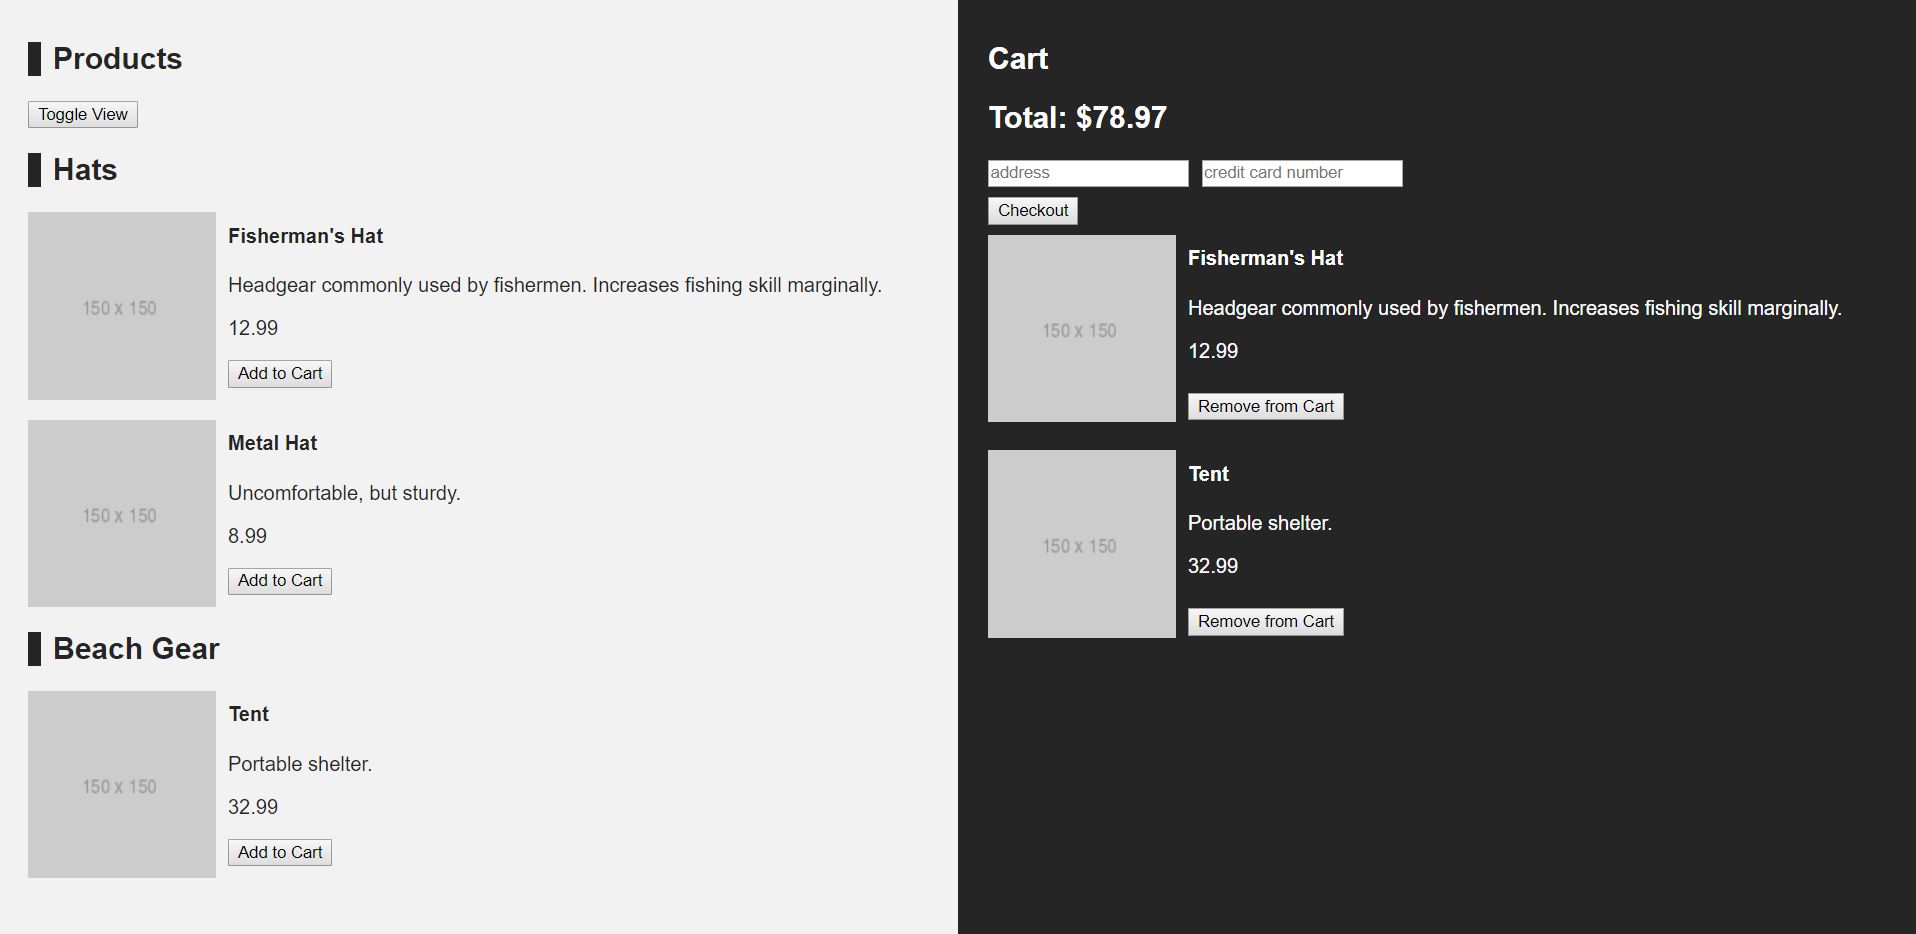 Products
Toggle View
Hats
150 x 150
Fisherman's Hat
Headgear commonly used by fishermen. Increases fishing skill marginally.
12.99
Add to Cart
150 x 150
Metal Hat
Uncomfortable, but sturdy.
8.99
Add to Cart
Beach Gear
150 x 150
Tent
Portable shelter.
32.99
Add to Cart
Cart
Total: $78.97
address
credit card number
Checkout
150 x 150
Fisherman's Hat
Headgear commonly used by fishermen. Increases fishing skill marginally.
12.99
Remove from Cart
150 x 150
Tent
Portable shelter.
32.99
Remove from Cart